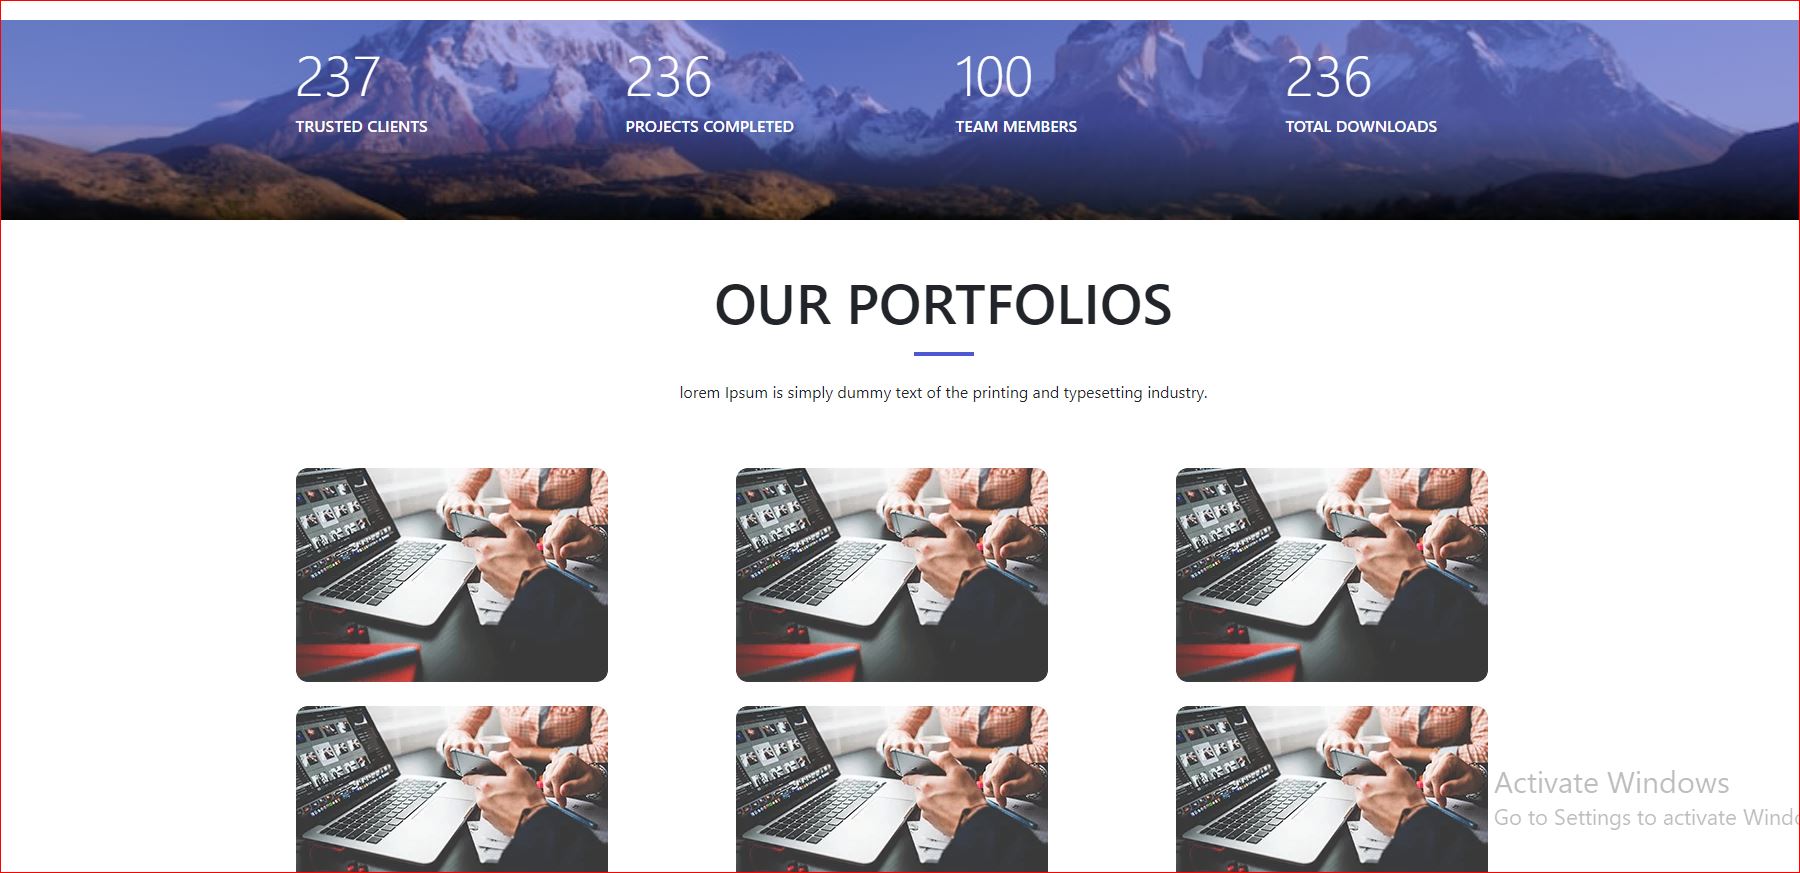 237 236 100 236
TRUSTED CLIENTS PROJECTS COMPLETED TEAM MEMBERS TOTAL DOWNLOADS
OUR PORTFOLIOS
lorem Ipsum is simply dummy text of the printing and typesetting industry.
Activate Windows
Go to Settings to activate Windo